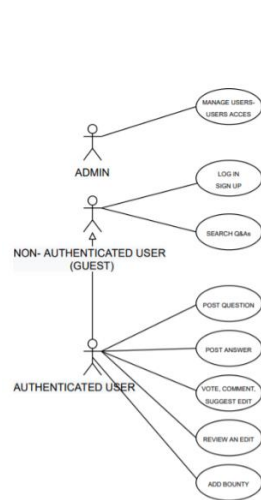 MANAGE USERS-
USERS ACCES
ADMIN
LOG IN
SIGN UP
SEARCH Q&As
NON- AUTHENTICATED USER
(GUEST)
POST QUESTION
POST ANSWER
AUTHENTICATED USER
VOTE, COMMENT,
SUGGEST EDIT
REVIEW AN EDIT
ADD BOUNTY